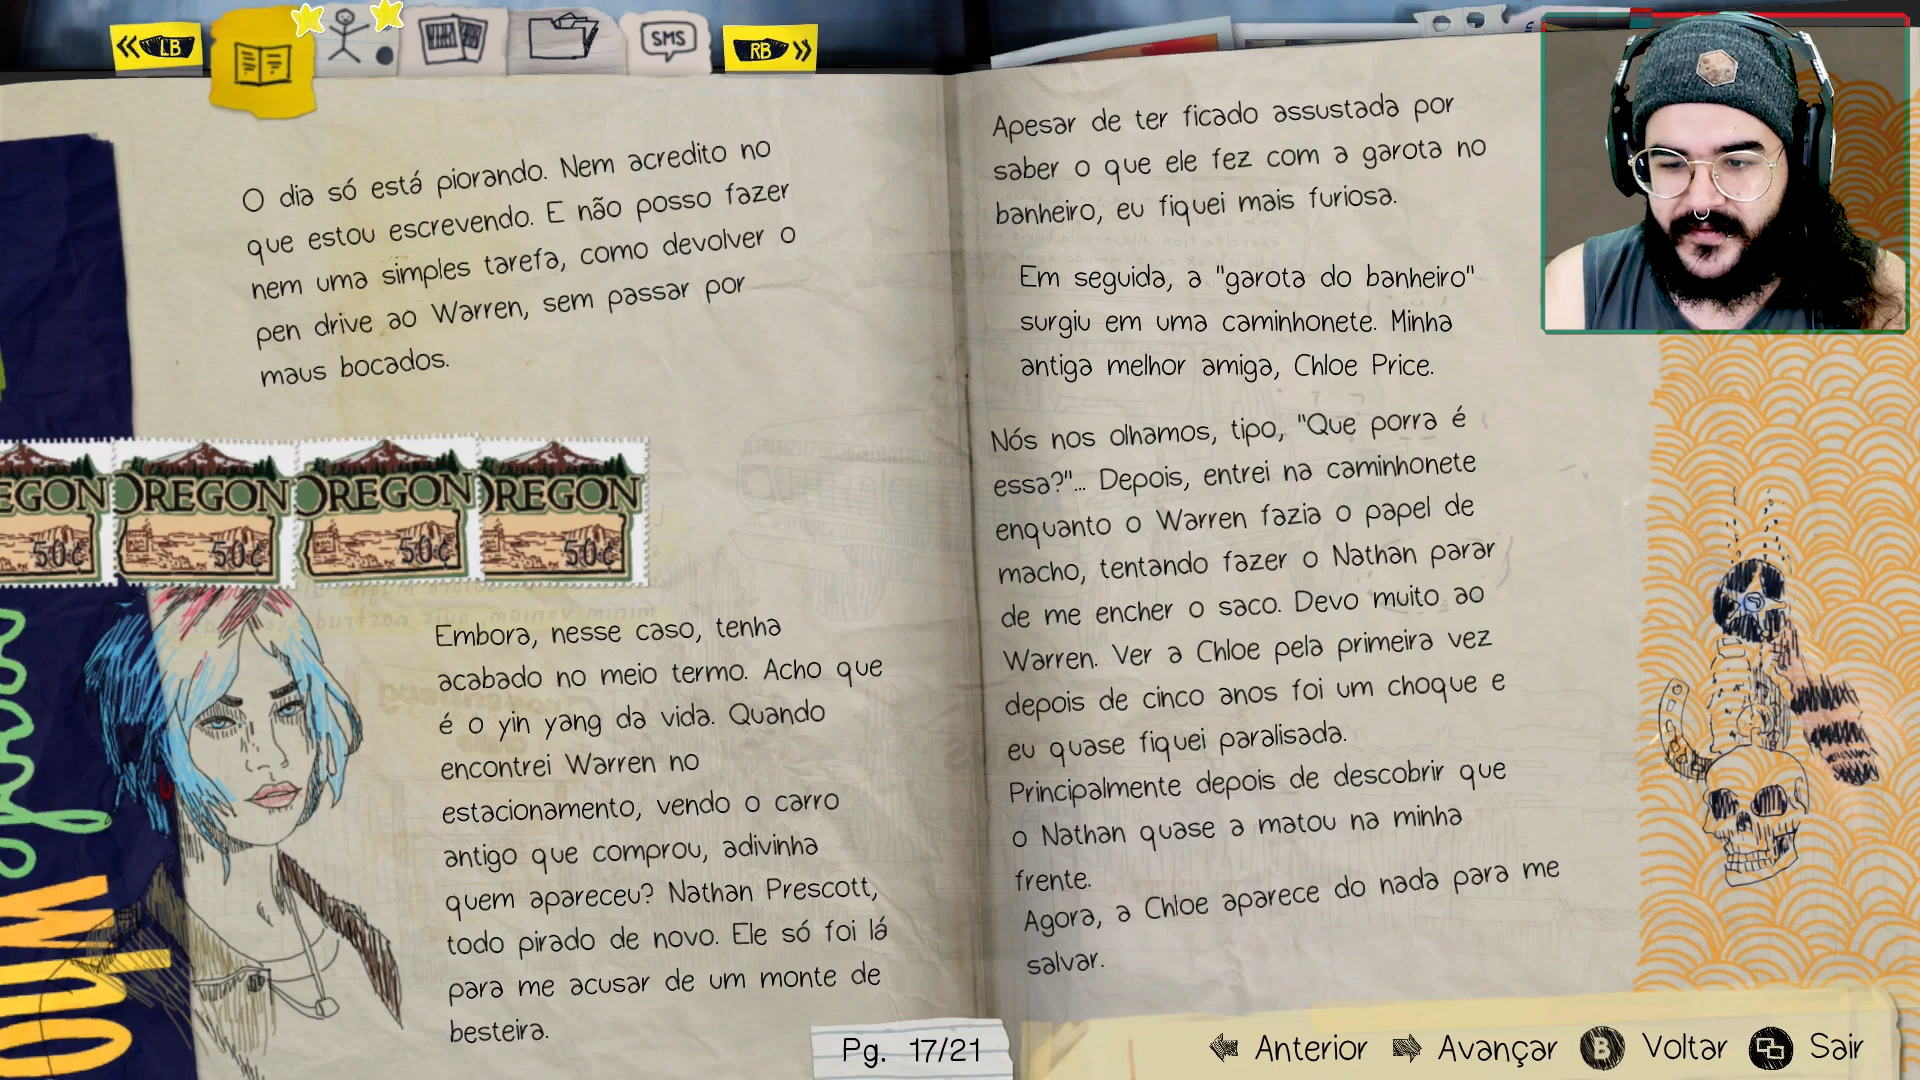 LB
SMS
RB
O dia só está piorando. Nem acredito no
que estou escrevendo. E não posso fazer
nem uma simples tarefa, como devolver o
pen drive ao Warren, sem passar por
maus bocados.
EGON
50¢
OREGON
50¢
OREGON
50¢
OREGON
50¢
who
Embora, nesse caso, tenha
acabado no meio termo. Acho que
é o yin yang da vida. Quando
encontrei Warren no
estacionamento, vendo o carro
antigo que comprou, adivinha
quem apareceu? Nathan Prescott,
todo pirado de novo. Ele só foi lá
para me acusar de um monte de
besteira.
Apesar de ter ficado assustada por
saber o que ele fez com a garota no
banheiro, eu fiquei mais furiosa.
Em seguida, a "garota do banheiro"
surgiu em uma caminhonete. Minha
antiga melhor amiga, Chloe Price.
Nós nos olhamos, tipo, "Que porra é
essa?"... Depois, entrei na caminhonete
enquanto o Warren fazia o papel de
macho, tentando fazer o Nathan parar
de me encher o saco. Devo muito ao
Warren. Ver a Chloe pela primeira vez
depois de cinco anos foi um choque e
eu quase fiquei paralisada.
Principalmente depois de descobrir que
o Nathan quase a matou na minha
frente.
Agora, a Chloe aparece do nada para me
salvar.
Pg. 17/21
Anterior
Avançar
B Voltar
Sair